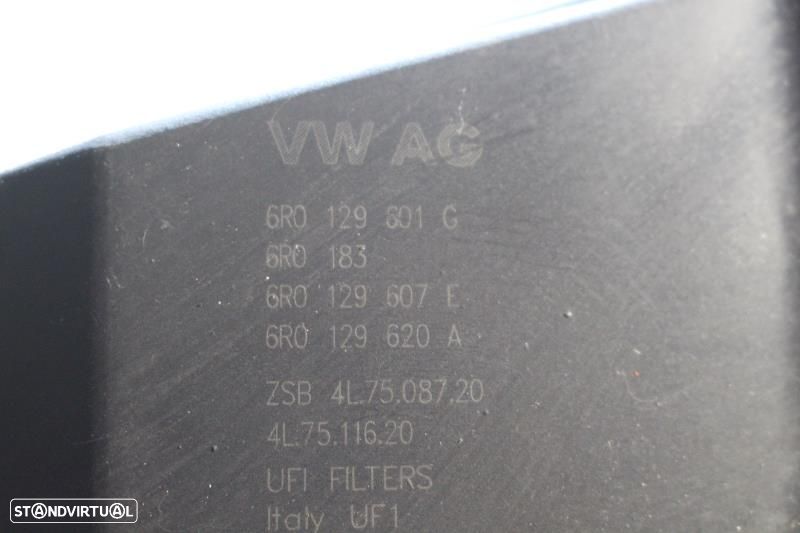 VW AG
6R0 129 601 G
6R0 183
6R0 129 607 E
6R0 129 620 A
ZSB 4L.75.087.20
4L.75.116.20
UFI FILTERS
Italy UF1
STANDVIRTUAL